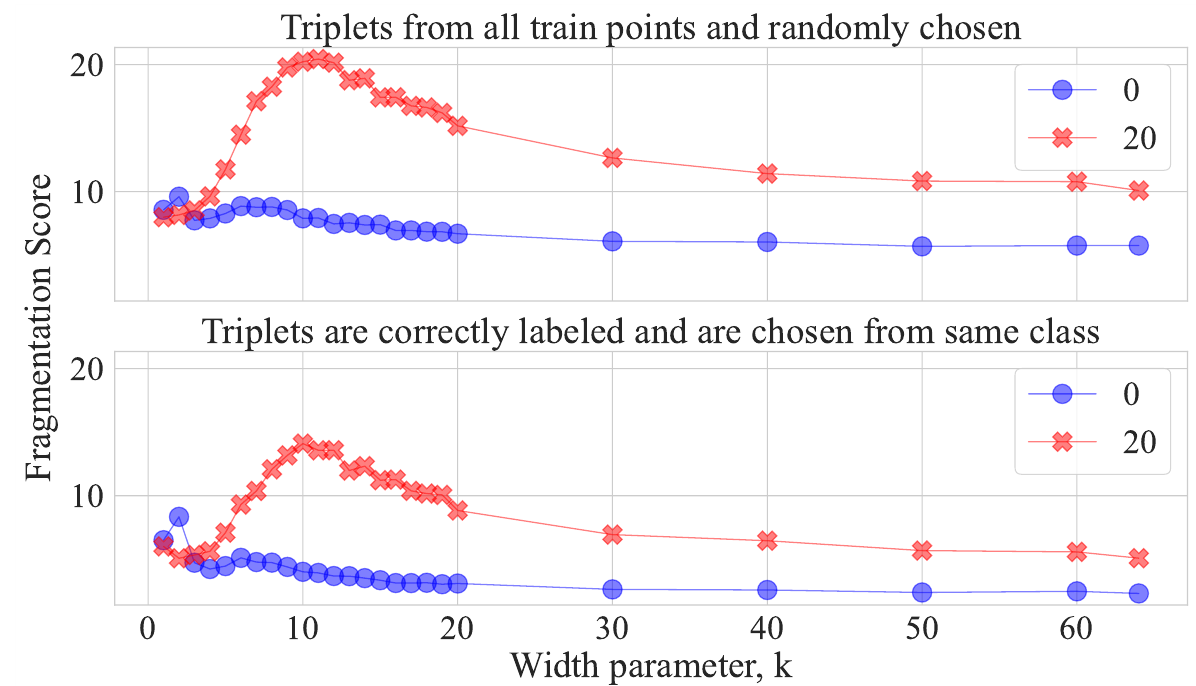 Triplets from all train points and randomly chosen
20
10
0
20
Fragmentation Score
Triplets are correctly labeled and are chosen from same class
20
10
0
20
0 10 20 30 40 50 60
Width parameter, k